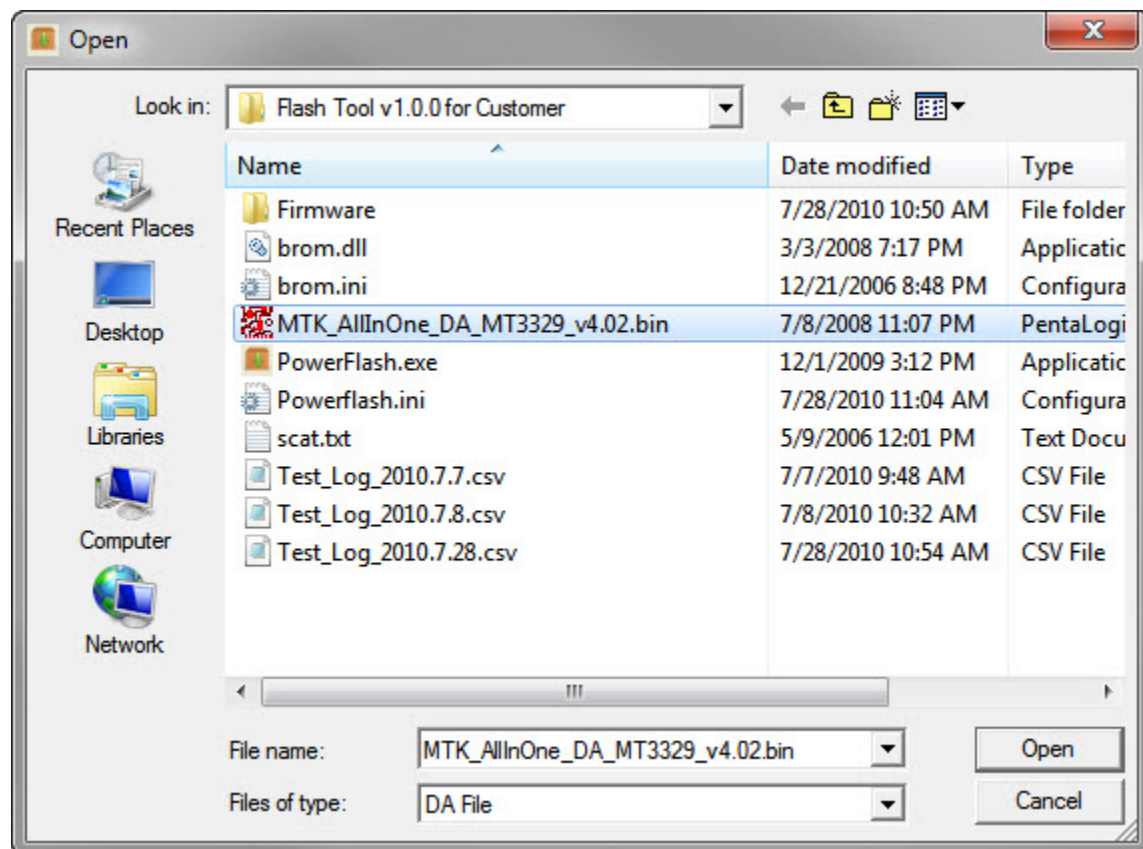 Open
Look in: Flash Tool v1.0.0 for Customer
Name Date modified Type
Firmware 7/28/2010 10:50 AM File folder
brom.dll 3/3/2008 7:17 PM Applicatic
brom.ini 12/21/2006 8:48 PM Configura
MTK_AllInOne_DA_MT3329_v4.02.bin 7/8/2008 11:07 PM PentaLogi
PowerFlash.exe 12/1/2009 3:12 PM Applicatic
Powerflash.ini 7/28/2010 11:04 AM Configura
scat.txt 5/9/2006 12:01 PM Text Docu
Test_Log_2010.7.7.csv 7/7/2010 9:48 AM CSV File
Test_Log_2010.7.8.csv 7/8/2010 10:32 AM CSV File
Test_Log_2010.7.28.csv 7/28/2010 10:54 AM CSV File
Recent Places
Desktop
Libraries
Computer
Network
File name: MTK_AllInOne_DA_MT3329_v4.02.bin Open
Files of type: DA File Cancel